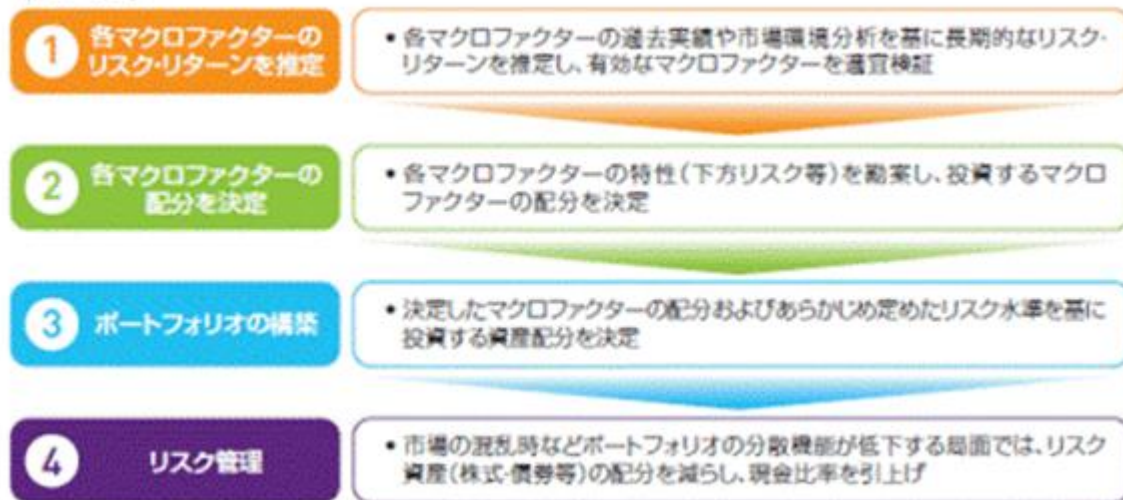 1
各マクロファクターの
リスク・リターンを推定
• 各マクロファクターの過去実績や市場環境分析を基に長期的なリスク・
リターンを推定し、有効なマクロファクターを適宜検証
2
各マクロファクターの
配分を決定
• 各マクロファクターの特性(下方リスク等)を勘案し、投資するマクロ
ファクターの配分を決定
3
ポートフォリオの構築
• 決定したマクロファクターの配分およびあらかじめ定めたリスク水準を基に
投資する資産配分を決定
4
リスク管理
• 市場の混乱時などポートフォリオの分散機能が低下する局面では、リスク
資産(株式・債券等)の配分を減らし、現金比率を引上げ